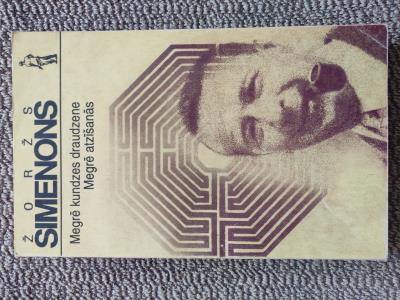 ŽORŽS
SIMENONS
Megrē kundzes draudzene
Megrē atzīšanās